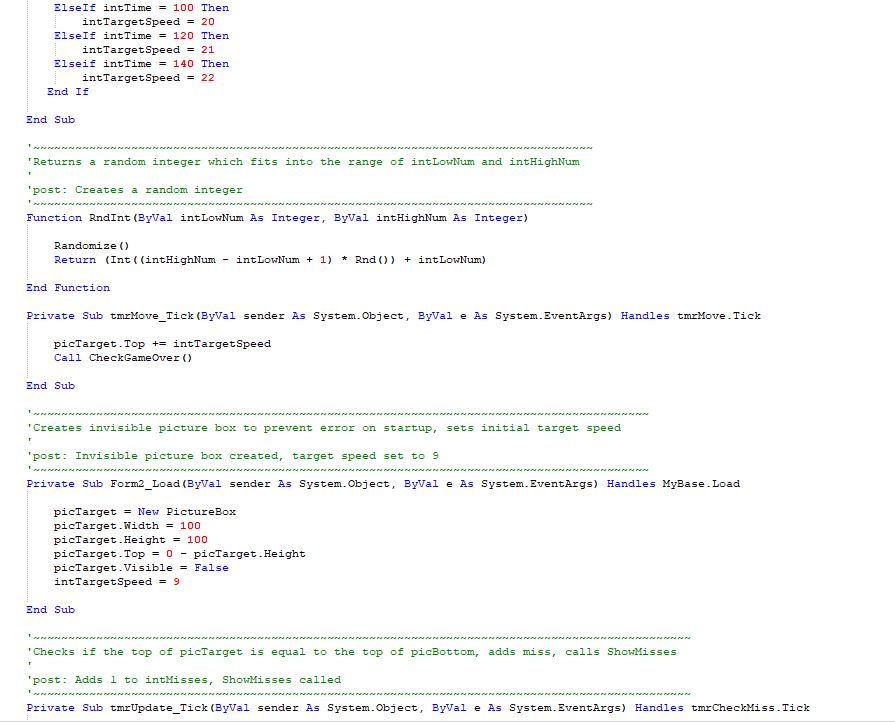 ElseIf intTime = 100 Then
intTargetSpeed = 20
ElseIf intTime = 120 Then
intTargetSpeed = 21
Elseif intTime = 140 Then
intTargetSpeed = 22
End If
End Sub
'~~~~~~~~~~~~~~~~~~~~~~~~~~~~~~~~~~~~~~~~~~~~~~~~~~~~~~~~~~~~~~~~~~~~~~~~~~~~~~~~
'Returns a random integer which fits into the range of intLowNum and intHighNum
'
'post: Creates a random integer
'~~~~~~~~~~~~~~~~~~~~~~~~~~~~~~~~~~~~~~~~~~~~~~~~~~~~~~~~~~~~~~~~~~~~~~~~~~~~~~~~
Function RndInt(ByVal intLowNum As Integer, ByVal intHighNum As Integer)
Randomize()
Return (Int((intHighNum - intLowNum + 1) * Rnd()) + intLowNum)
End Function
Private Sub tmrMove_Tick(ByVal sender As System.Object, ByVal e As System.EventArgs) Handles tmrMove.Tick
picTarget.Top += intTargetSpeed
Call CheckGameOver()
End Sub
'~~~~~~~~~~~~~~~~~~~~~~~~~~~~~~~~~~~~~~~~~~~~~~~~~~~~~~~~~~~~~~~~~~~~~~~~~~~~~~~~~~~~~~~~
'Creates invisible picture box to prevent error on startup, sets initial target speed
'
'post: Invisible picture box created, target speed set to 9
'~~~~~~~~~~~~~~~~~~~~~~~~~~~~~~~~~~~~~~~~~~~~~~~~~~~~~~~~~~~~~~~~~~~~~~~~~~~~~~~~~~~~~~~~
Private Sub Form2_Load(ByVal sender As System.Object, ByVal e As System.EventArgs) Handles MyBase.Load
picTarget = New PictureBox
picTarget.Width = 100
picTarget.Height = 100
picTarget.Top = 0 - picTarget.Height
picTarget.Visible = False
intTargetSpeed = 9
End Sub
'~~~~~~~~~~~~~~~~~~~~~~~~~~~~~~~~~~~~~~~~~~~~~~~~~~~~~~~~~~~~~~~~~~~~~~~~~~~~~~~~~~~~~~~~~~~~~~
'Checks if the top of picTarget is equal to the top of picBottom, adds miss, calls ShowMisses
'
'post: Adds 1 to intMisses, ShowMisses called
'~~~~~~~~~~~~~~~~~~~~~~~~~~~~~~~~~~~~~~~~~~~~~~~~~~~~~~~~~~~~~~~~~~~~~~~~~~~~~~~~~~~~~~~~~~~~~~
Private Sub tmrUpdate_Tick(ByVal sender As System.Object, ByVal e As System.EventArgs) Handles tmrCheckMiss.Tick